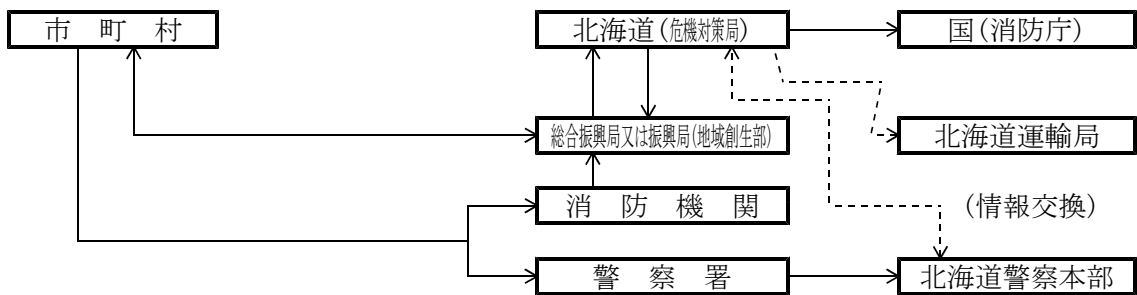 市　町　村
北海道(危機対策局)
国(消防庁)
総合振興局又は振興局(地域創生部)
北海道運輸局
消　防　機　関
(情報交換)
警　察　署
北海道警察本部